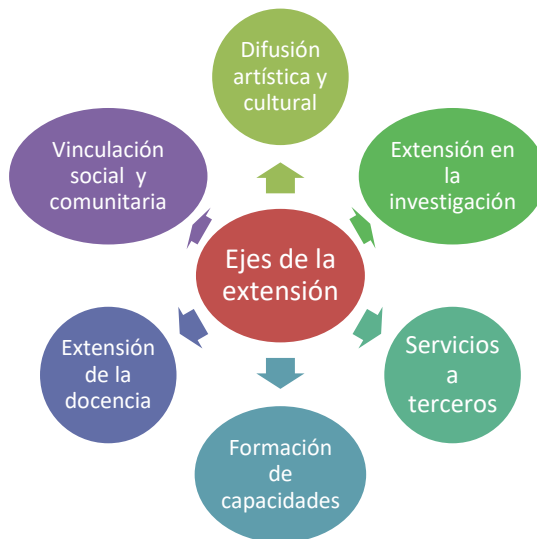 Difusión
artística y
cultural
Vinculación
social y
comunitaria
Extensión en
la
investigación
Ejes de la
extensión
Extensión
de la
docencia
Servicios
a
terceros
Formación
de
capacidades